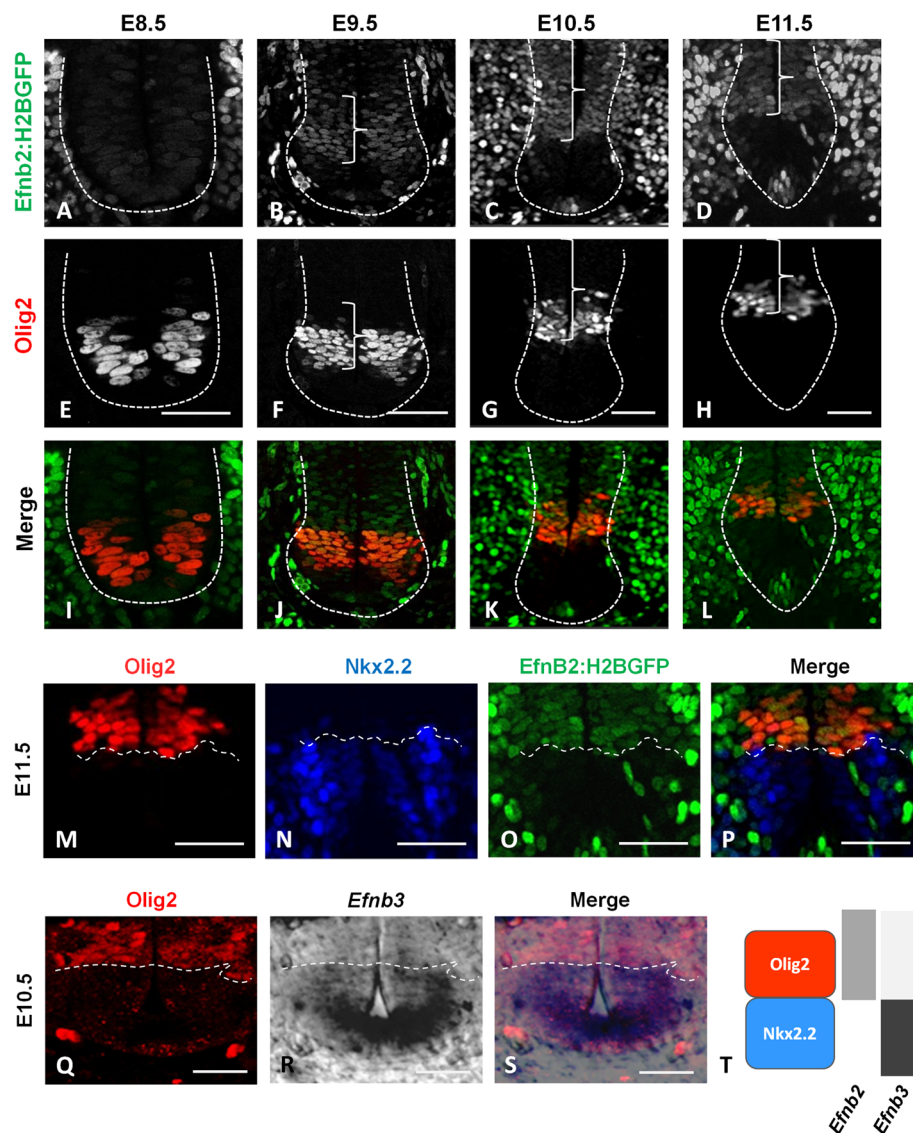 E8.5 E9.5 E10.5 E11.5
Efnb2:H2BGFP
A B C D
Olig2
E F G H
Merge
I J K L
Olig2 Nkx2.2 EfnB2:H2BGFP Merge
E11.5
M N O P
Olig2 Efnb3 Merge
E10.5
Q R S T
Olig2
Nkx2.2
Efnb2
Efnb3